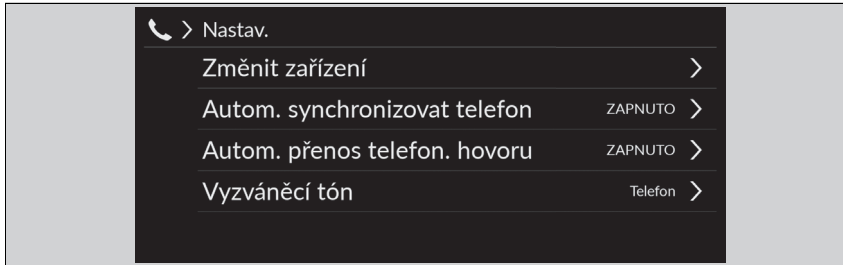 Nastav.
Změnit zařízení
Autom. synchronizovat telefon ZAPNUTO
Autom. přenos telefon. hovoru ZAPNUTO
Vyzváněcí tón Telefon